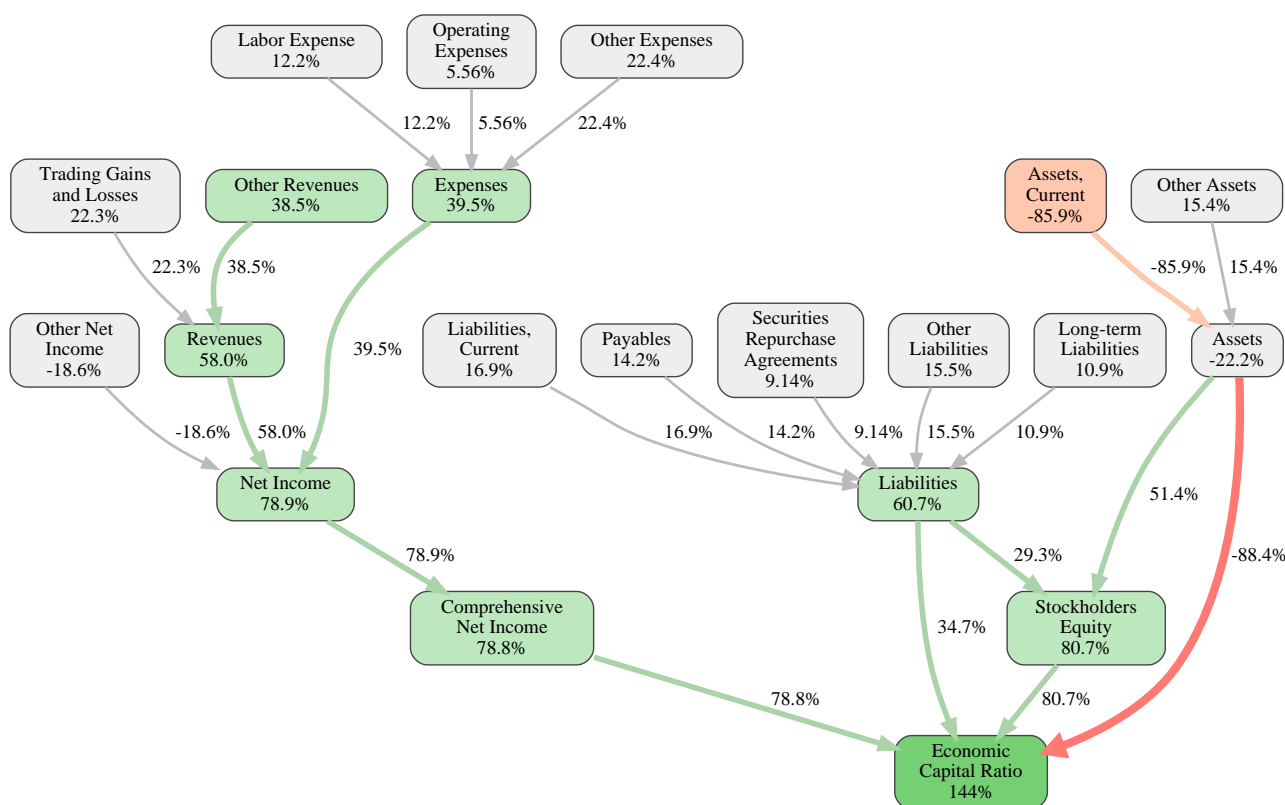 Labor Expense
12.2%
Operating
Expenses
5.56%
Other Expenses
22.4%
12.2%
5.56%
22.4%
Trading Gains
and Losses
22.3%
Other Revenues
38.5%
Expenses
39.5%
Assets,
Current
-85.9%
Other Assets
15.4%
22.3%
38.5%
-85.9%
15.4%
Other Net
Income
-18.6%
Revenues
58.0%
39.5%
Liabilities,
Current
16.9%
Payables
14.2%
Securities
Repurchase
Agreements
9.14%
Other
Liabilities
15.5%
Long-term
Liabilities
10.9%
Assets
-22.2%
-18.6%
58.0%
16.9%
14.2%
9.14%
15.5%
10.9%
Net Income
78.9%
Liabilities
60.7%
51.4%
78.9%
29.3%
-88.4%
Comprehensive
Net Income
78.8%
34.7%
Stockholders
Equity
80.7%
78.8%
80.7%
Economic
Capital Ratio
144%